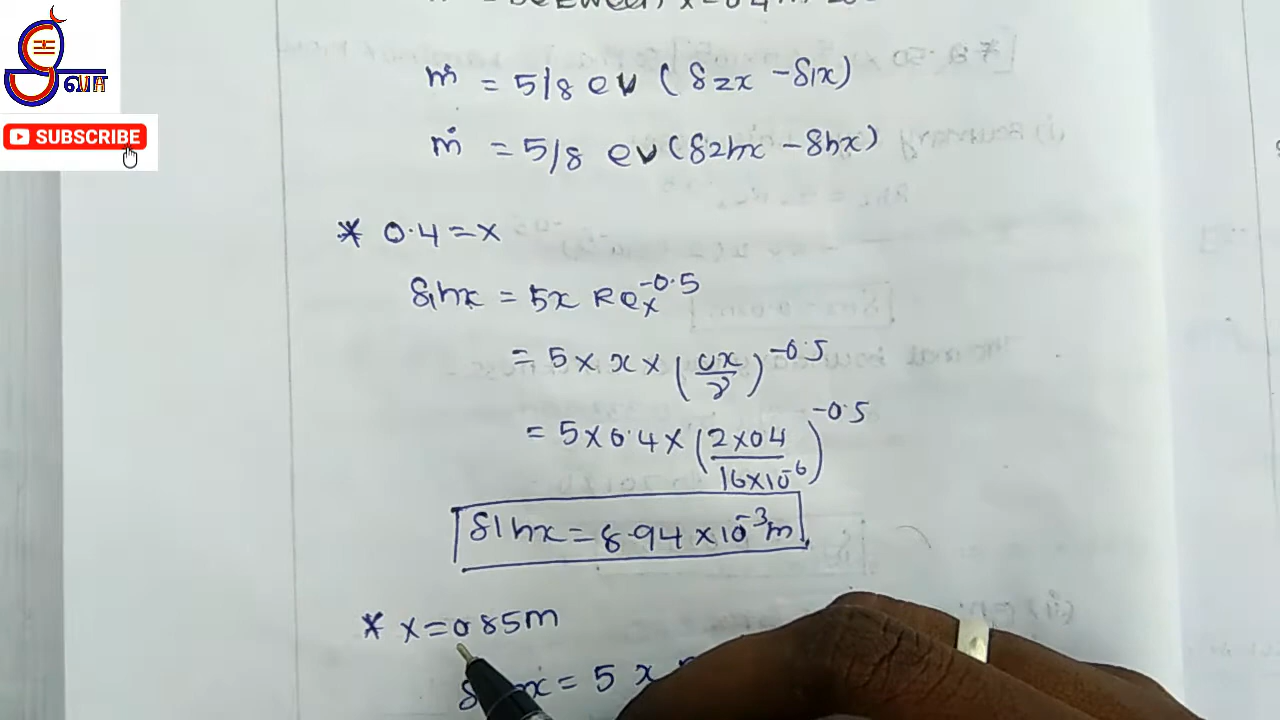 வா
SUBSCRIBE
ṁ = 5/8 ev (δ2x - δ1x)
ṁ = 5/8 ev (δ2hx - δhx)
* 0.4 = x
δ1hx = 5x Rex^-0.5
= 5 × x × (Ux/γ)^-0.5
= 5 × 0.4 × (2×0.4/16×10^-6)^-0.5
δ1hx = 8.94 × 10^-3 m
* x = 0.85m
= 5 x